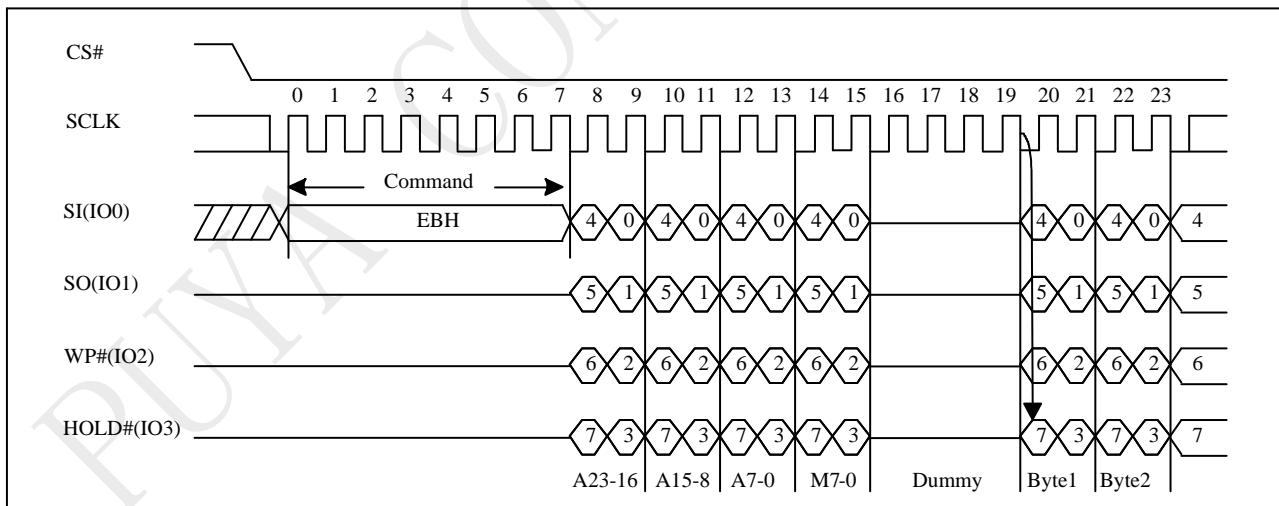 PUYA CON
CS#
0 1 2 3 4 5 6 7 8 9 10 11 12 13 14 15 16 17 18 19 20 21 22 23
SCLK
Command
SI(IO0) EBH 4 0 4 0 4 0 4 0 4 0 4 0 4
SO(IO1) 5 1 5 1 5 1 5 1 5 1 5 1 5
WP#(IO2) 6 2 6 2 6 2 6 2 6 2 6 2 6
HOLD#(IO3) 7 3 7 3 7 3 7 3 7 3 7 3 7
A23-16 A15-8 A7-0 M7-0 Dummy Byte1 Byte2